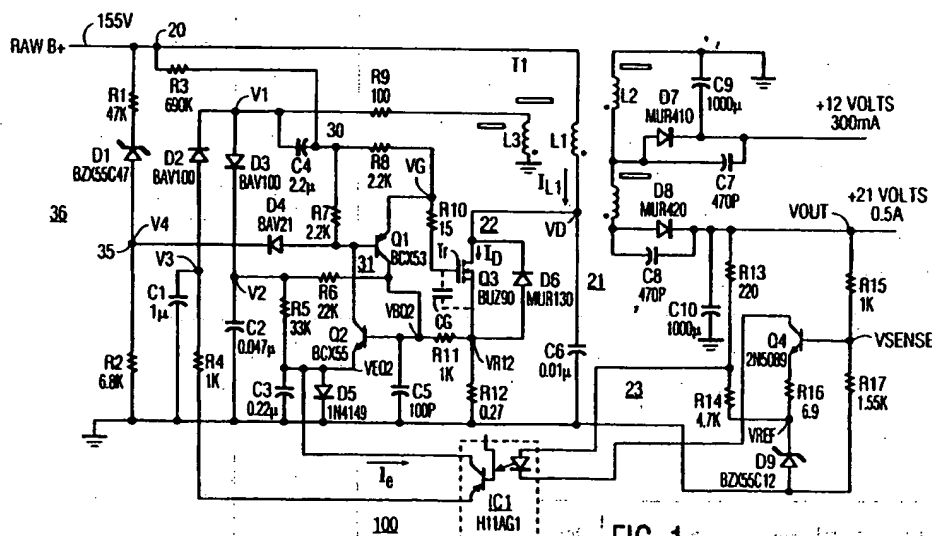 155V
20
RAW B+
R1
47K
R3
690K
V1
R9
100
T1
30
L3
L1
D1
BZX55C47
D2
BAV100
D3
BAV100
C4
2.2μ
R8
2.2K
VG
IL1
D4
BAV21
R7
2.2K
R10
15
22
VD
36
V4
35
V3
Q1
BCX53
Tr
ID
Q3
BUZ90
D6
MUR130
21
31
V2
R6
22K
CG
C1
1μ
R5
33K
Q2
BCX55
VBQ2
C2
0.047μ
R11
1K
VR12
C6
0.01μ
R2
6.8K
R4
1K
VEQ2
C3
0.22μ
D5
1N4149
C5
100P
R12
0.27
23
Ie
IC1
H11AG1
100
L2
D7
MUR410
C9
1000μ
+12 VOLTS
300mA
C7
470P
D8
MUR420
+21 VOLTS
0.5A
VOUT
C8
470P
R13
220
R15
1K
C10
1000μ
Q4
2N5089
VSENSE
R14
4.7K
R16
6.9
R17
1.55K
VREF
D9
BZX55C12
FIG. 1